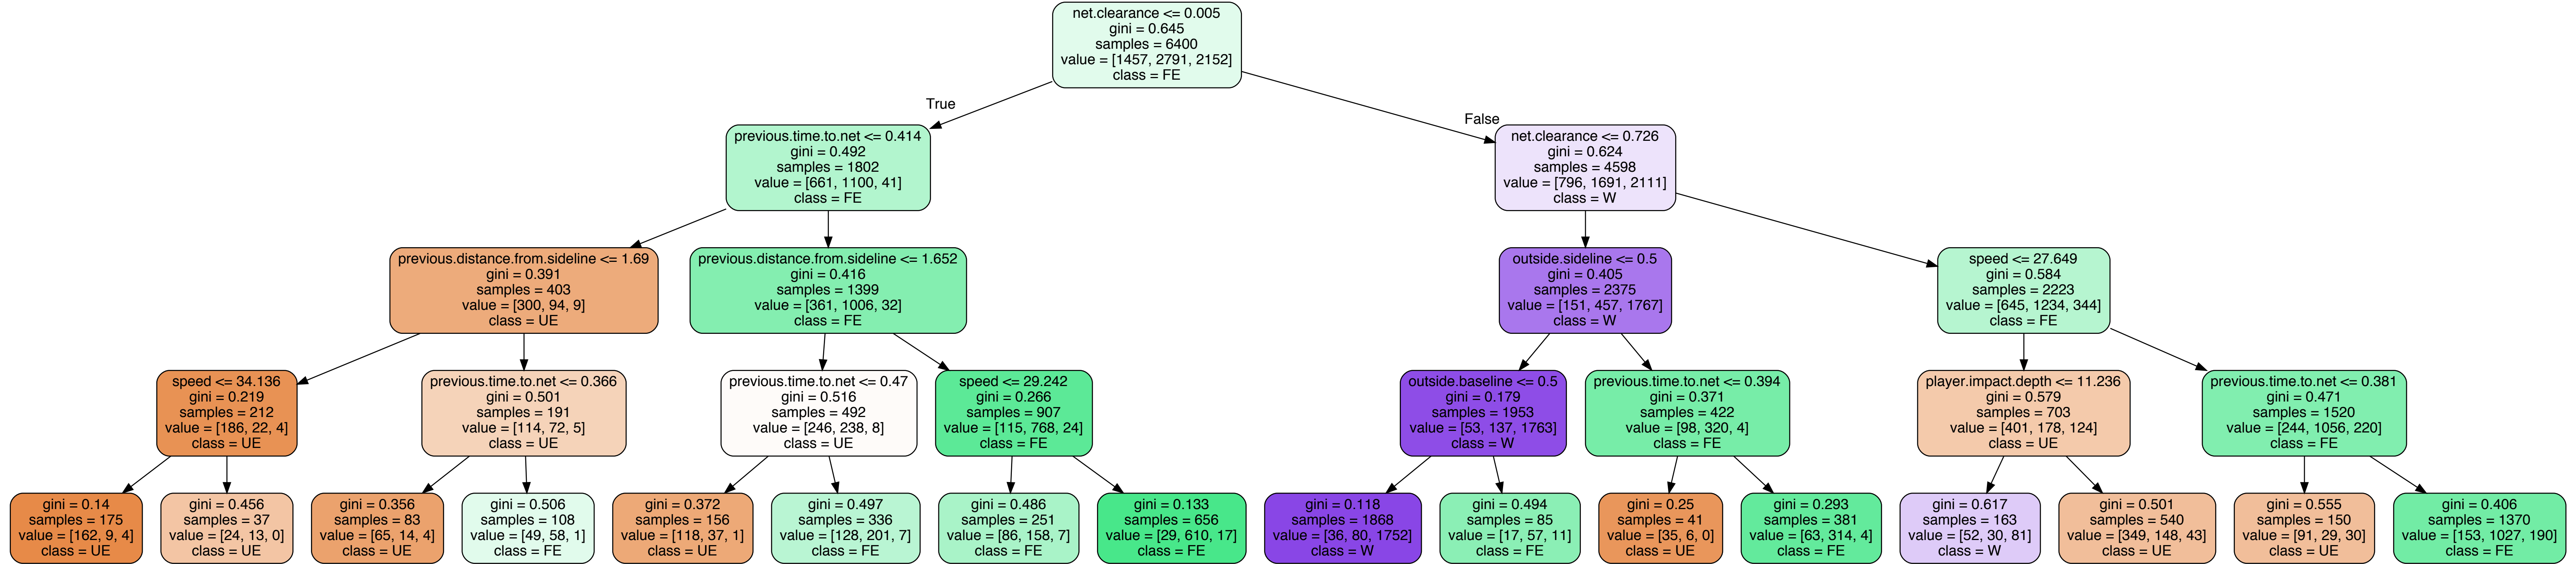 net.clearance <= 0.005
gini = 0.645
samples = 6400
value = [1457, 2791, 2152]
class = FE
True
False
previous.time.to.net <= 0.414
gini = 0.492
samples = 1802
value = [661, 1100, 41]
class = FE
net.clearance <= 0.726
gini = 0.624
samples = 4598
value = [796, 1691, 2111]
class = W
previous.distance.from.sideline <= 1.69
gini = 0.391
samples = 403
value = [300, 94, 9]
class = UE
previous.distance.from.sideline <= 1.652
gini = 0.416
samples = 1399
value = [361, 1006, 32]
class = FE
outside.sideline <= 0.5
gini = 0.405
samples = 2375
value = [151, 457, 1767]
class = W
speed <= 27.649
gini = 0.584
samples = 2223
value = [645, 1234, 344]
class = FE
speed <= 34.136
gini = 0.219
samples = 212
value = [186, 22, 4]
class = UE
previous.time.to.net <= 0.366
gini = 0.501
samples = 191
value = [114, 72, 5]
class = UE
previous.time.to.net <= 0.47
gini = 0.516
samples = 492
value = [246, 238, 8]
class = UE
speed <= 29.242
gini = 0.266
samples = 907
value = [115, 768, 24]
class = FE
outside.baseline <= 0.5
gini = 0.179
samples = 1953
value = [53, 137, 1763]
class = W
previous.time.to.net <= 0.394
gini = 0.371
samples = 422
value = [98, 320, 4]
class = FE
player.impact.depth <= 11.236
gini = 0.579
samples = 703
value = [401, 178, 124]
class = UE
previous.time.to.net <= 0.381
gini = 0.471
samples = 1520
value = [244, 1056, 220]
class = FE
gini = 0.14
samples = 175
value = [162, 9, 4]
class = UE
gini = 0.456
samples = 37
value = [24, 13, 0]
class = UE
gini = 0.356
samples = 83
value = [65, 14, 4]
class = UE
gini = 0.506
samples = 108
value = [49, 58, 1]
class = FE
gini = 0.372
samples = 156
value = [118, 37, 1]
class = UE
gini = 0.497
samples = 336
value = [128, 201, 7]
class = FE
gini = 0.486
samples = 251
value = [86, 158, 7]
class = FE
gini = 0.133
samples = 656
value = [29, 610, 17]
class = FE
gini = 0.118
samples = 1868
value = [36, 80, 1752]
class = W
gini = 0.494
samples = 85
value = [17, 57, 11]
class = FE
gini = 0.25
samples = 41
value = [35, 6, 0]
class = UE
gini = 0.293
samples = 381
value = [63, 314, 4]
class = FE
gini = 0.617
samples = 163
value = [52, 30, 81]
class = W
gini = 0.501
samples = 540
value = [349, 148, 43]
class = UE
gini = 0.555
samples = 150
value = [91, 29, 30]
class = UE
gini = 0.406
samples = 1370
value = [153, 1027, 190]
class = FE